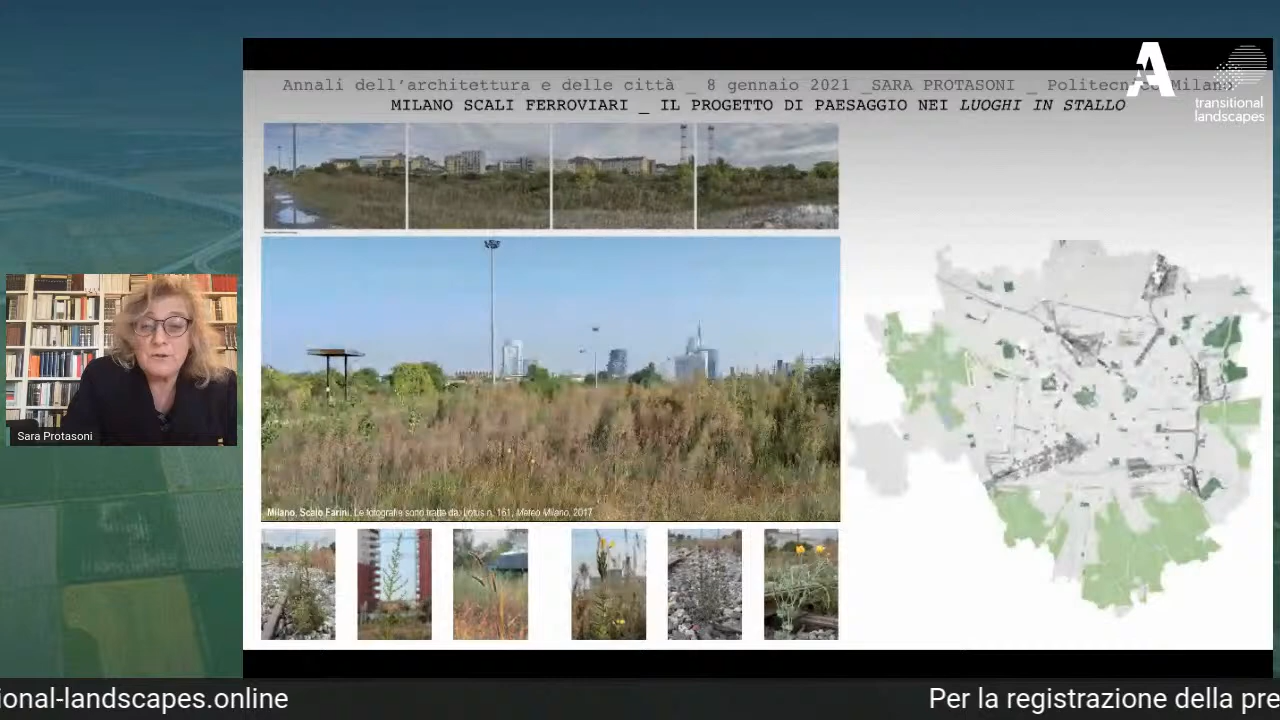 Annali dell'architettura e delle città _ 8 gennaio 2021 _SARA PROTASONI _ Politecnico Milano
MILANO SCALI FERROVIARI _ IL PROGETTO DI PAESAGGIO NEI LUOGHI IN STALLO
A
transitional
landscapes
Sara Protasoni
Milano, Scalo Farini. Le fotografie sono tratte da: Lotus n. 161, Meteo Milano, 2017
ional-landscapes.online
Per la registrazione della pre